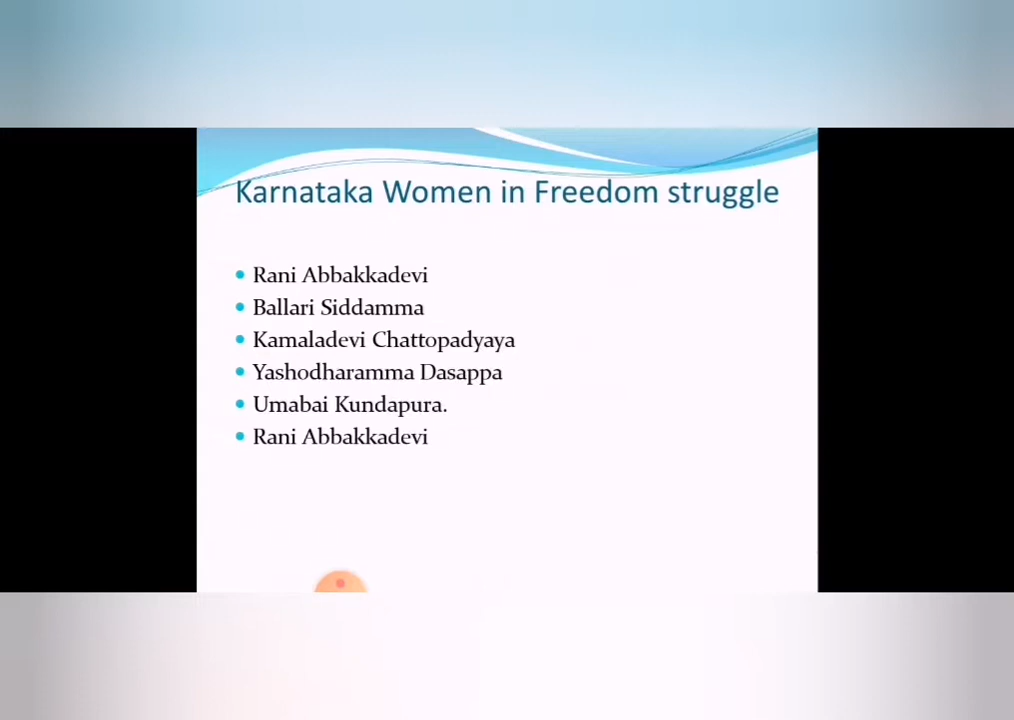 Karnataka Women in Freedom struggle
Rani Abbakkadevi
Ballari Siddamma
Kamaladevi Chattopadyaya
Yashodharamma Dasappa
Umabai Kundapura.
Rani Abbakkadevi